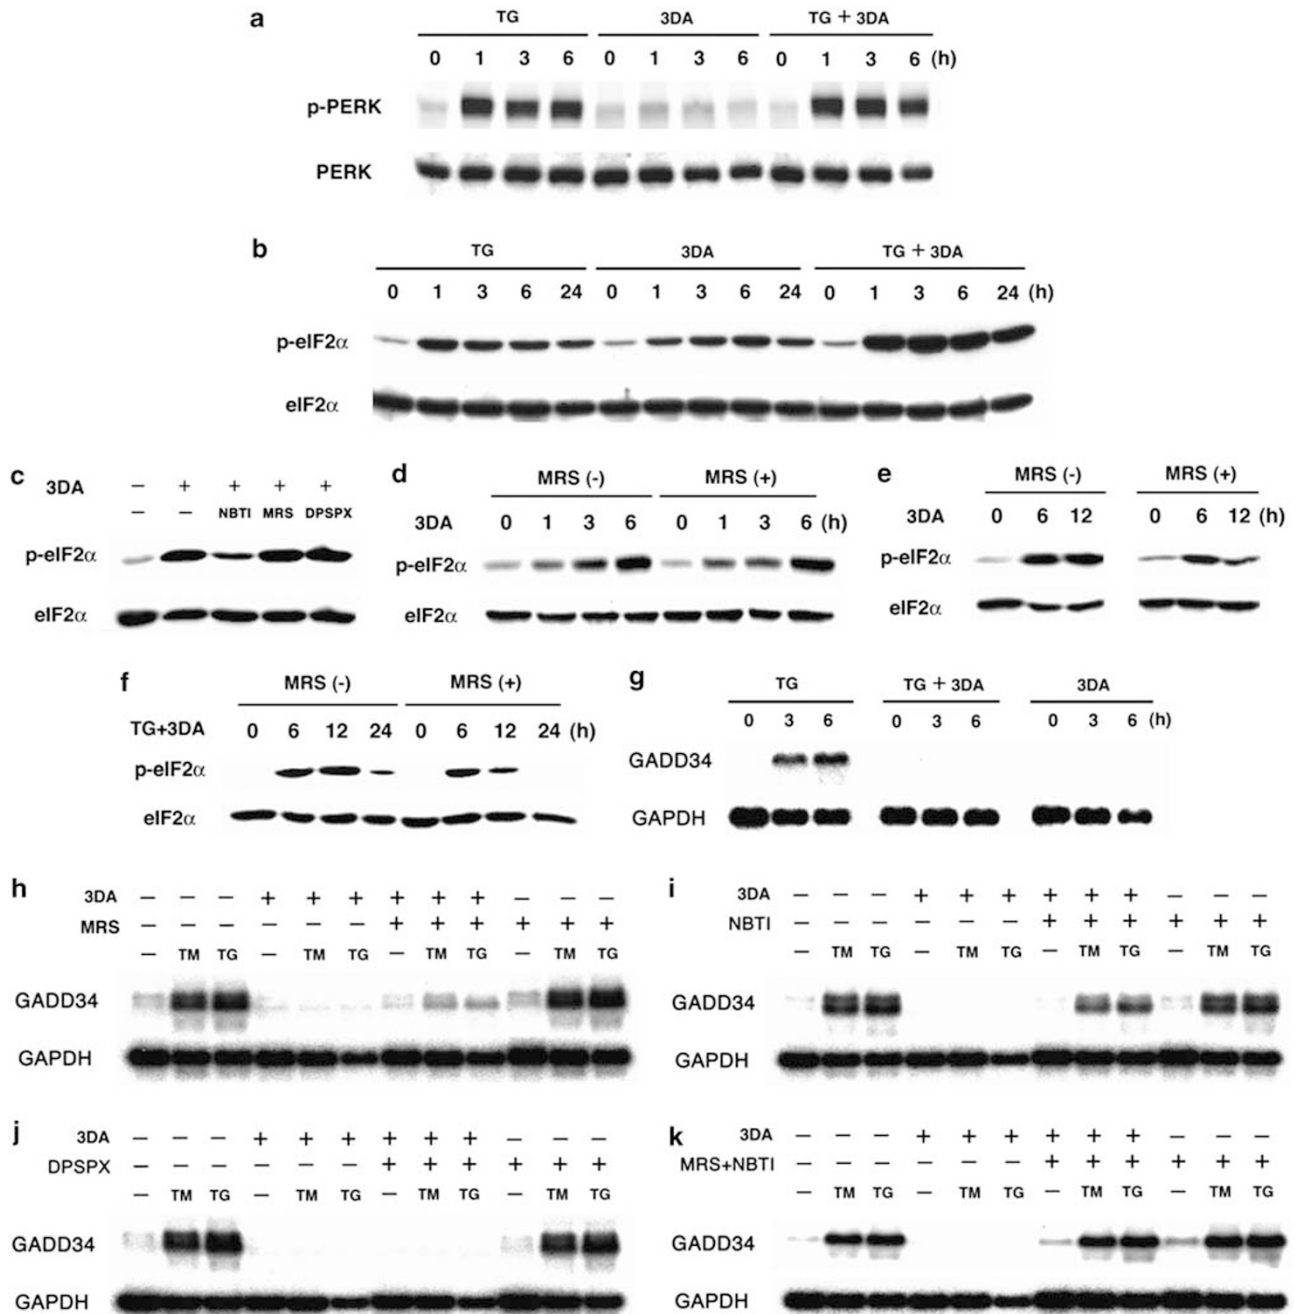 a
TG 3DA TG + 3DA
0 1 3 6 0 1 3 6 0 1 3 6 (h)
p-PERK
PERK
b
TG 3DA TG + 3DA
0 1 3 6 24 0 1 3 6 24 0 1 3 6 24 (h)
p-eIF2α
eIF2α
c
3DA − + + + +
− − NBTI MRS DPSPX
p-eIF2α
eIF2α
d
MRS (-) MRS (+)
3DA 0 1 3 6 0 1 3 6 (h)
p-eIF2α
eIF2α
e
MRS (-) MRS (+)
3DA 0 6 12 0 6 12 (h)
p-eIF2α
eIF2α
f
MRS (-) MRS (+)
TG+3DA 0 6 12 24 0 6 12 24 (h)
p-eIF2α
eIF2α
g
TG TG + 3DA 3DA
0 3 6 0 3 6 0 3 6 (h)
GADD34
GAPDH
h
3DA − − − + + + + + + − − −
MRS − − − − − − + + + + + +
− TM TG − TM TG − TM TG − TM TG
GADD34
GAPDH
i
3DA − − − + + + + + + − − −
NBTI − − − − − − + + + + + +
− TM TG − TM TG − TM TG − TM TG
GADD34
GAPDH
j
3DA − − − + + + + + + − − −
DPSPX − − − − − − + + + + + +
− TM TG − TM TG − TM TG − TM TG
GADD34
GAPDH
k
3DA − − − + + + + + + − − −
MRS+NBTI − − − − − − + + + + + +
− TM TG − TM TG − TM TG − TM TG
GADD34
GAPDH